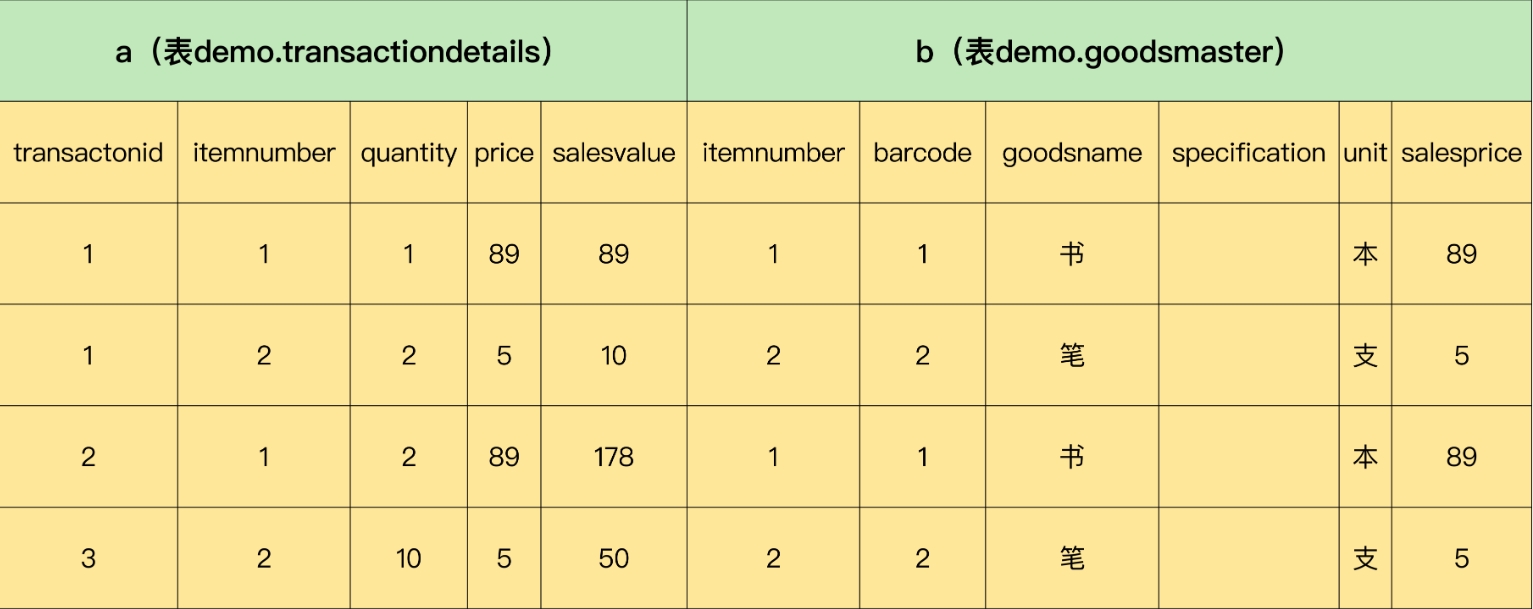 a（表demo.transactiondetails） b（表demo.goodsmaster）
transactonid itemnumber quantity price salesvalue itemnumber barcode goodsname specification unit salesprice
1 1 1 89 89 1 1 书 本 89
1 2 2 5 10 2 2 笔 支 5
2 1 2 89 178 1 1 书 本 89
3 2 10 5 50 2 2 笔 支 5